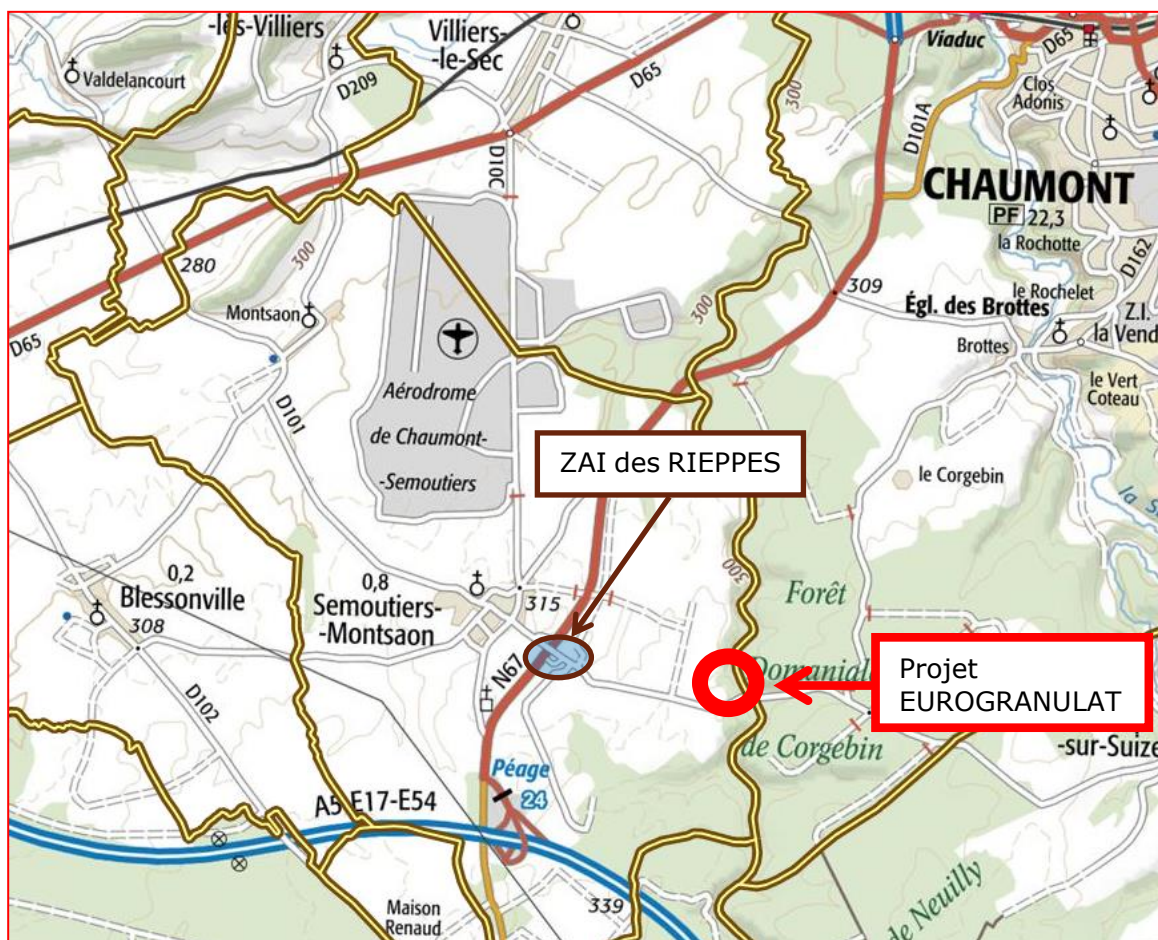 -les-Villiers
Villiers-
-le-Sec
Valdelancourt
D209
D65
Viaduc
D65
Clos
Adonis
300
D101A
D10C
CHAUMONT
PF 22,3
la Rochotte
D162
280
300
300
309
le Rochelet
Montsaon
Égl. des Brottes
Z.I.
la Vend
Brottes
D65
Aérodrome
de Chaumont-
-Semoutiers
le Vert
Coteau
D101
ZAI des RIEPPES
le Corgebin
la S
300
0,2
Blessonville
308
0,8
Semoutiers-
-Montsaon
315
Forêt
Domaniale
de Corgebin
Projet
EUROGRANULAT
N67
D102
-sur-Suize
Péage
24
A5 E17-E54
Maison
Renaud
339
de Neuilly